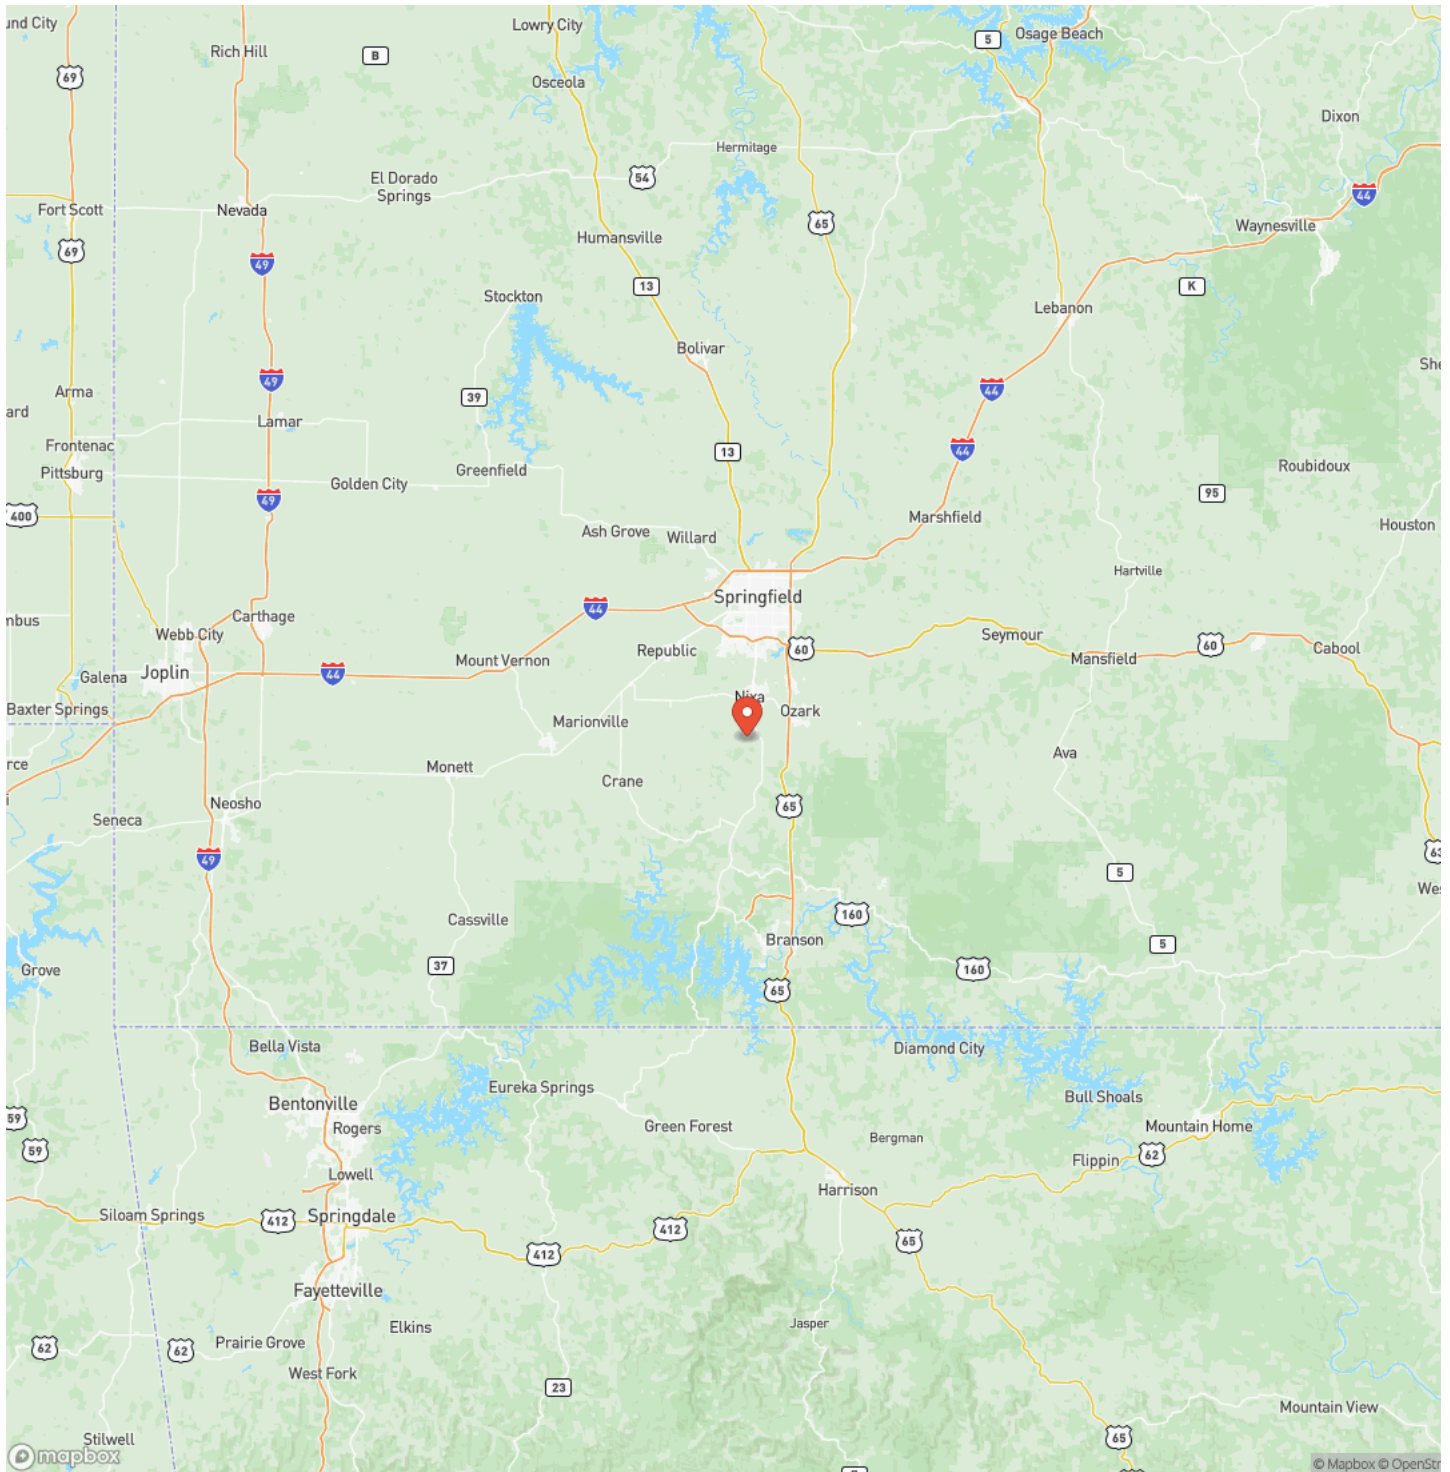 und City
Rich Hill
B
Lowry City
5
Osage Beach
69
Osceola
Dixon
Hermitage
El Dorado
Springs
54
44
Fort Scott
Nevada
65
Waynesville
69
49
Humansville
13
K
Stockton
Lebanon
Bolivar
She
49
44
Arma
39
ard
Lamar
Frontenac
13
44
Pittsburg
Greenfield
Roubidoux
Golden City
49
95
400
Marshfield
Houston
Ash Grove
Willard
Hartville
Springfield
44
nbus
Carthage
Webb City
Seymour
60
60
Cabool
Republic
Mount Vernon
Mansfield
Joplin
44
Galena
Nixa
Baxter Springs
Marionville
Ozark
Ava
rce
Monett
Crane
i
Neosho
65
Seneca
63
49
5
Wes
Cassville
160
Branson
5
37
Grove
160
65
Bella Vista
Diamond City
Eureka Springs
Bentonville
Bull Shoals
59
Rogers
Green Forest
Mountain Home
Bergman
59
62
Flippin
Lowell
Harrison
Siloam Springs
412
Springdale
412
65
412
Fayetteville
Jasper
Elkins
62
62
Prairie Grove
West Fork
23
Mountain View
Stilwell
65
mapbox
© Mapbox © OpenStr